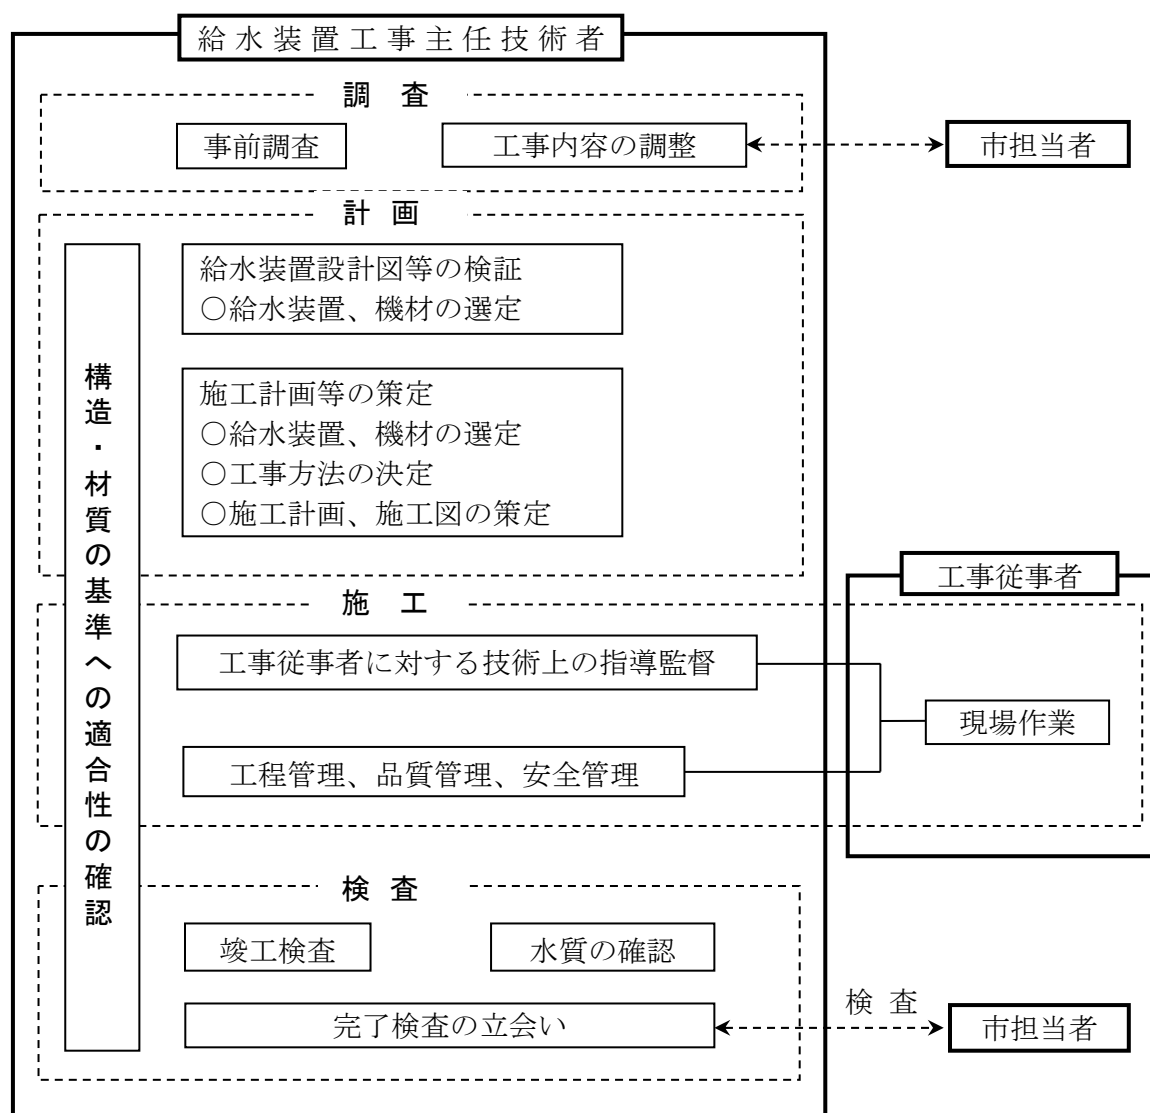 給水装置工事主任技術者
調 査
事前調査
工事内容の調整
市担当者
計 画
給水装置設計図等の検証
○給水装置、機材の選定
構造・材質の基準への適合性の確認
施工計画等の策定
○給水装置、機材の選定
○工事方法の決定
○施工計画、施工図の策定
工事従事者
施 工
工事従事者に対する技術上の指導監督
現場作業
工程管理、品質管理、安全管理
検 査
竣工検査
水質の確認
完了検査の立会い
検 査
市担当者